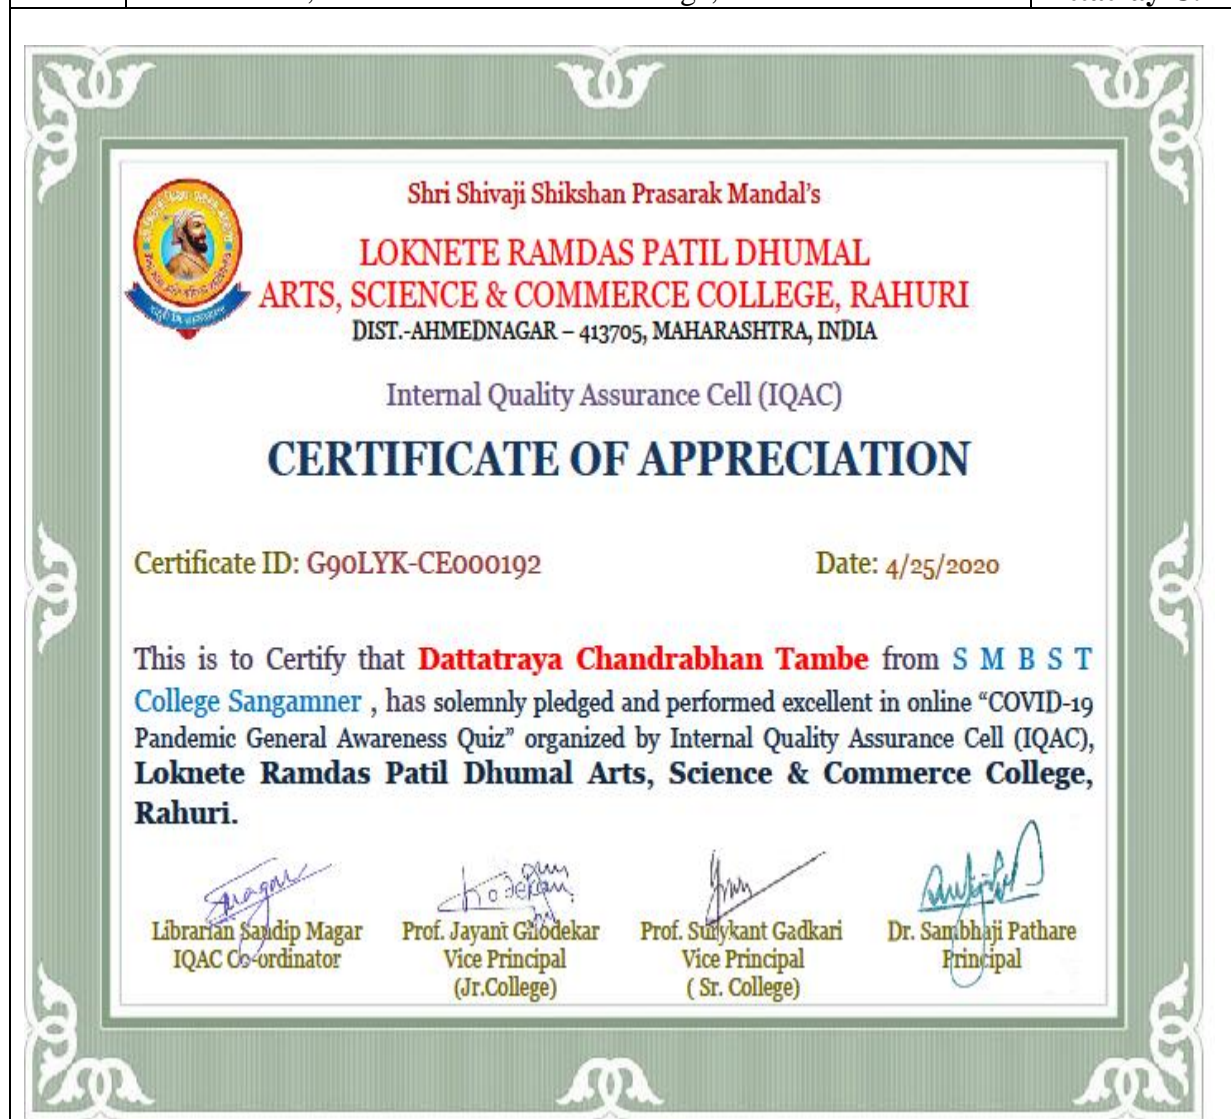 Shri Shivaji Shikshan Prasarak Mandal's
LOKNETE RAMDAS PATIL DHUMAL
ARTS, SCIENCE & COMMERCE COLLEGE, RAHURI
DIST.-AHMEDNAGAR – 413705, MAHARASHTRA, INDIA
Internal Quality Assurance Cell (IQAC)
CERTIFICATE OF APPRECIATION
Certificate ID: G90LYK-CE000192 Date: 4/25/2020
This is to Certify that Dattatraya Chandrabhan Tambe from S M B S T
College Sangamner , has solemnly pledged and performed excellent in online “COVID-19
Pandemic General Awareness Quiz” organized by Internal Quality Assurance Cell (IQAC),
Loknete Ramdas Patil Dhumal Arts, Science & Commerce College,
Rahuri.
Librarian Sandip Magar Prof. Jayant Ghodekar Prof. Surykant Gadkari Dr. Sambhaji Pathare
IQAC Co-ordinator Vice Principal Vice Principal Principal
(Jr.College) ( Sr. College)